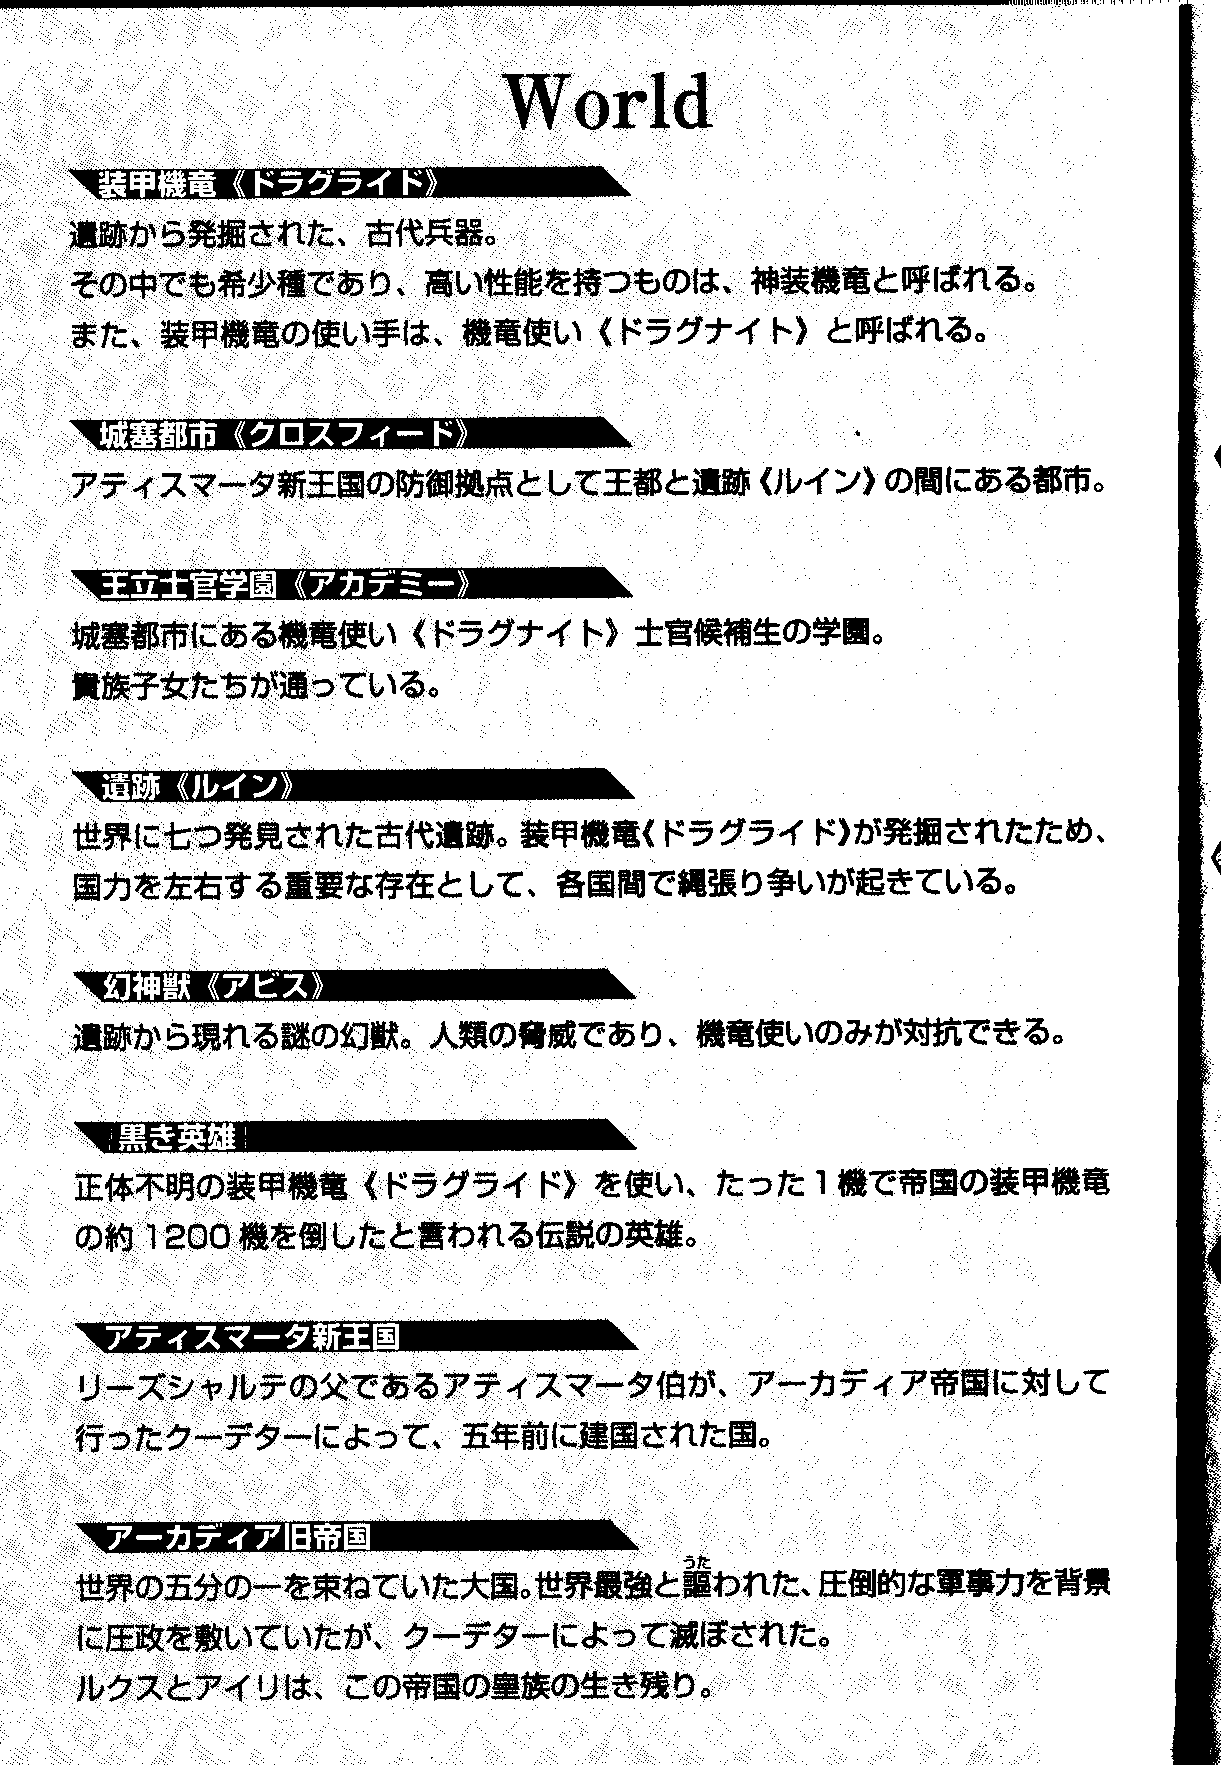 World
装甲機竜《ドラグライド》
遺跡から発掘された、古代兵器。
その中でも希少種であり、高い性能を持つものは、神装機竜と呼ばれる。
また、装甲機竜の使い手は、機竜使い《ドラグナイト》と呼ばれる。
城塞都市《クロスフィード》
アティスマータ新王国の防御拠点として王都と遺跡《ルイン》の間にある都市。
王立士官学園《アカデミー》
城塞都市にある機竜使い《ドラグナイト》士官候補生の学園。
貴族子女たちが通っている。
遺跡《ルイン》
世界に七つ発見された古代遺跡。装甲機竜《ドラグライド》が発掘されたため、
国力を左右する重要な存在として、各国間で縄張り争いが起きている。
幻神獣《アビス》
遺跡から現れる謎の幻獣。人類の脅威であり、機竜使いのみが対抗できる。
黒き英雄
正体不明の装甲機竜《ドラグライド》を使い、たった1機で帝国の装甲機竜
の約1200機を倒したと言われる伝説の英雄。
アティスマータ新王国
リーズシャルテの父であるアティスマータ伯が、アーカディア帝国に対して
行ったクーデターによって、五年前に建国された国。
アーカディア旧帝国
うた
世界の五分の一を束ねていた大国。世界最強と謳われた、圧倒的な軍事力を背景
に圧政を敷いていたが、クーデターによって滅ぼされた。
ルクスとアイリは、この帝国の皇族の生き残り。